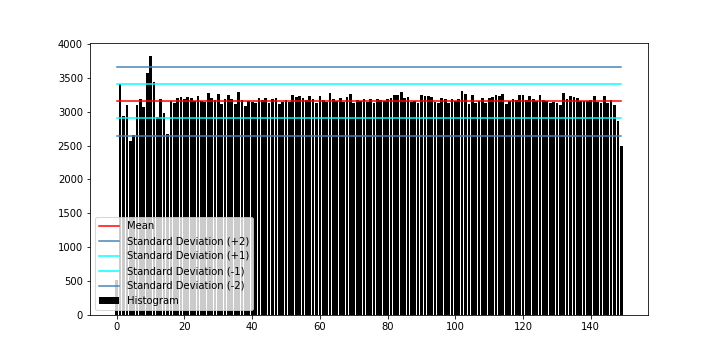 4000
3500
3000
2500
2000
1500
1000
500
0
Mean
Standard Deviation (+2)
Standard Deviation (+1)
Standard Deviation (-1)
Standard Deviation (-2)
Histogram
0 20 40 60 80 100 120 140